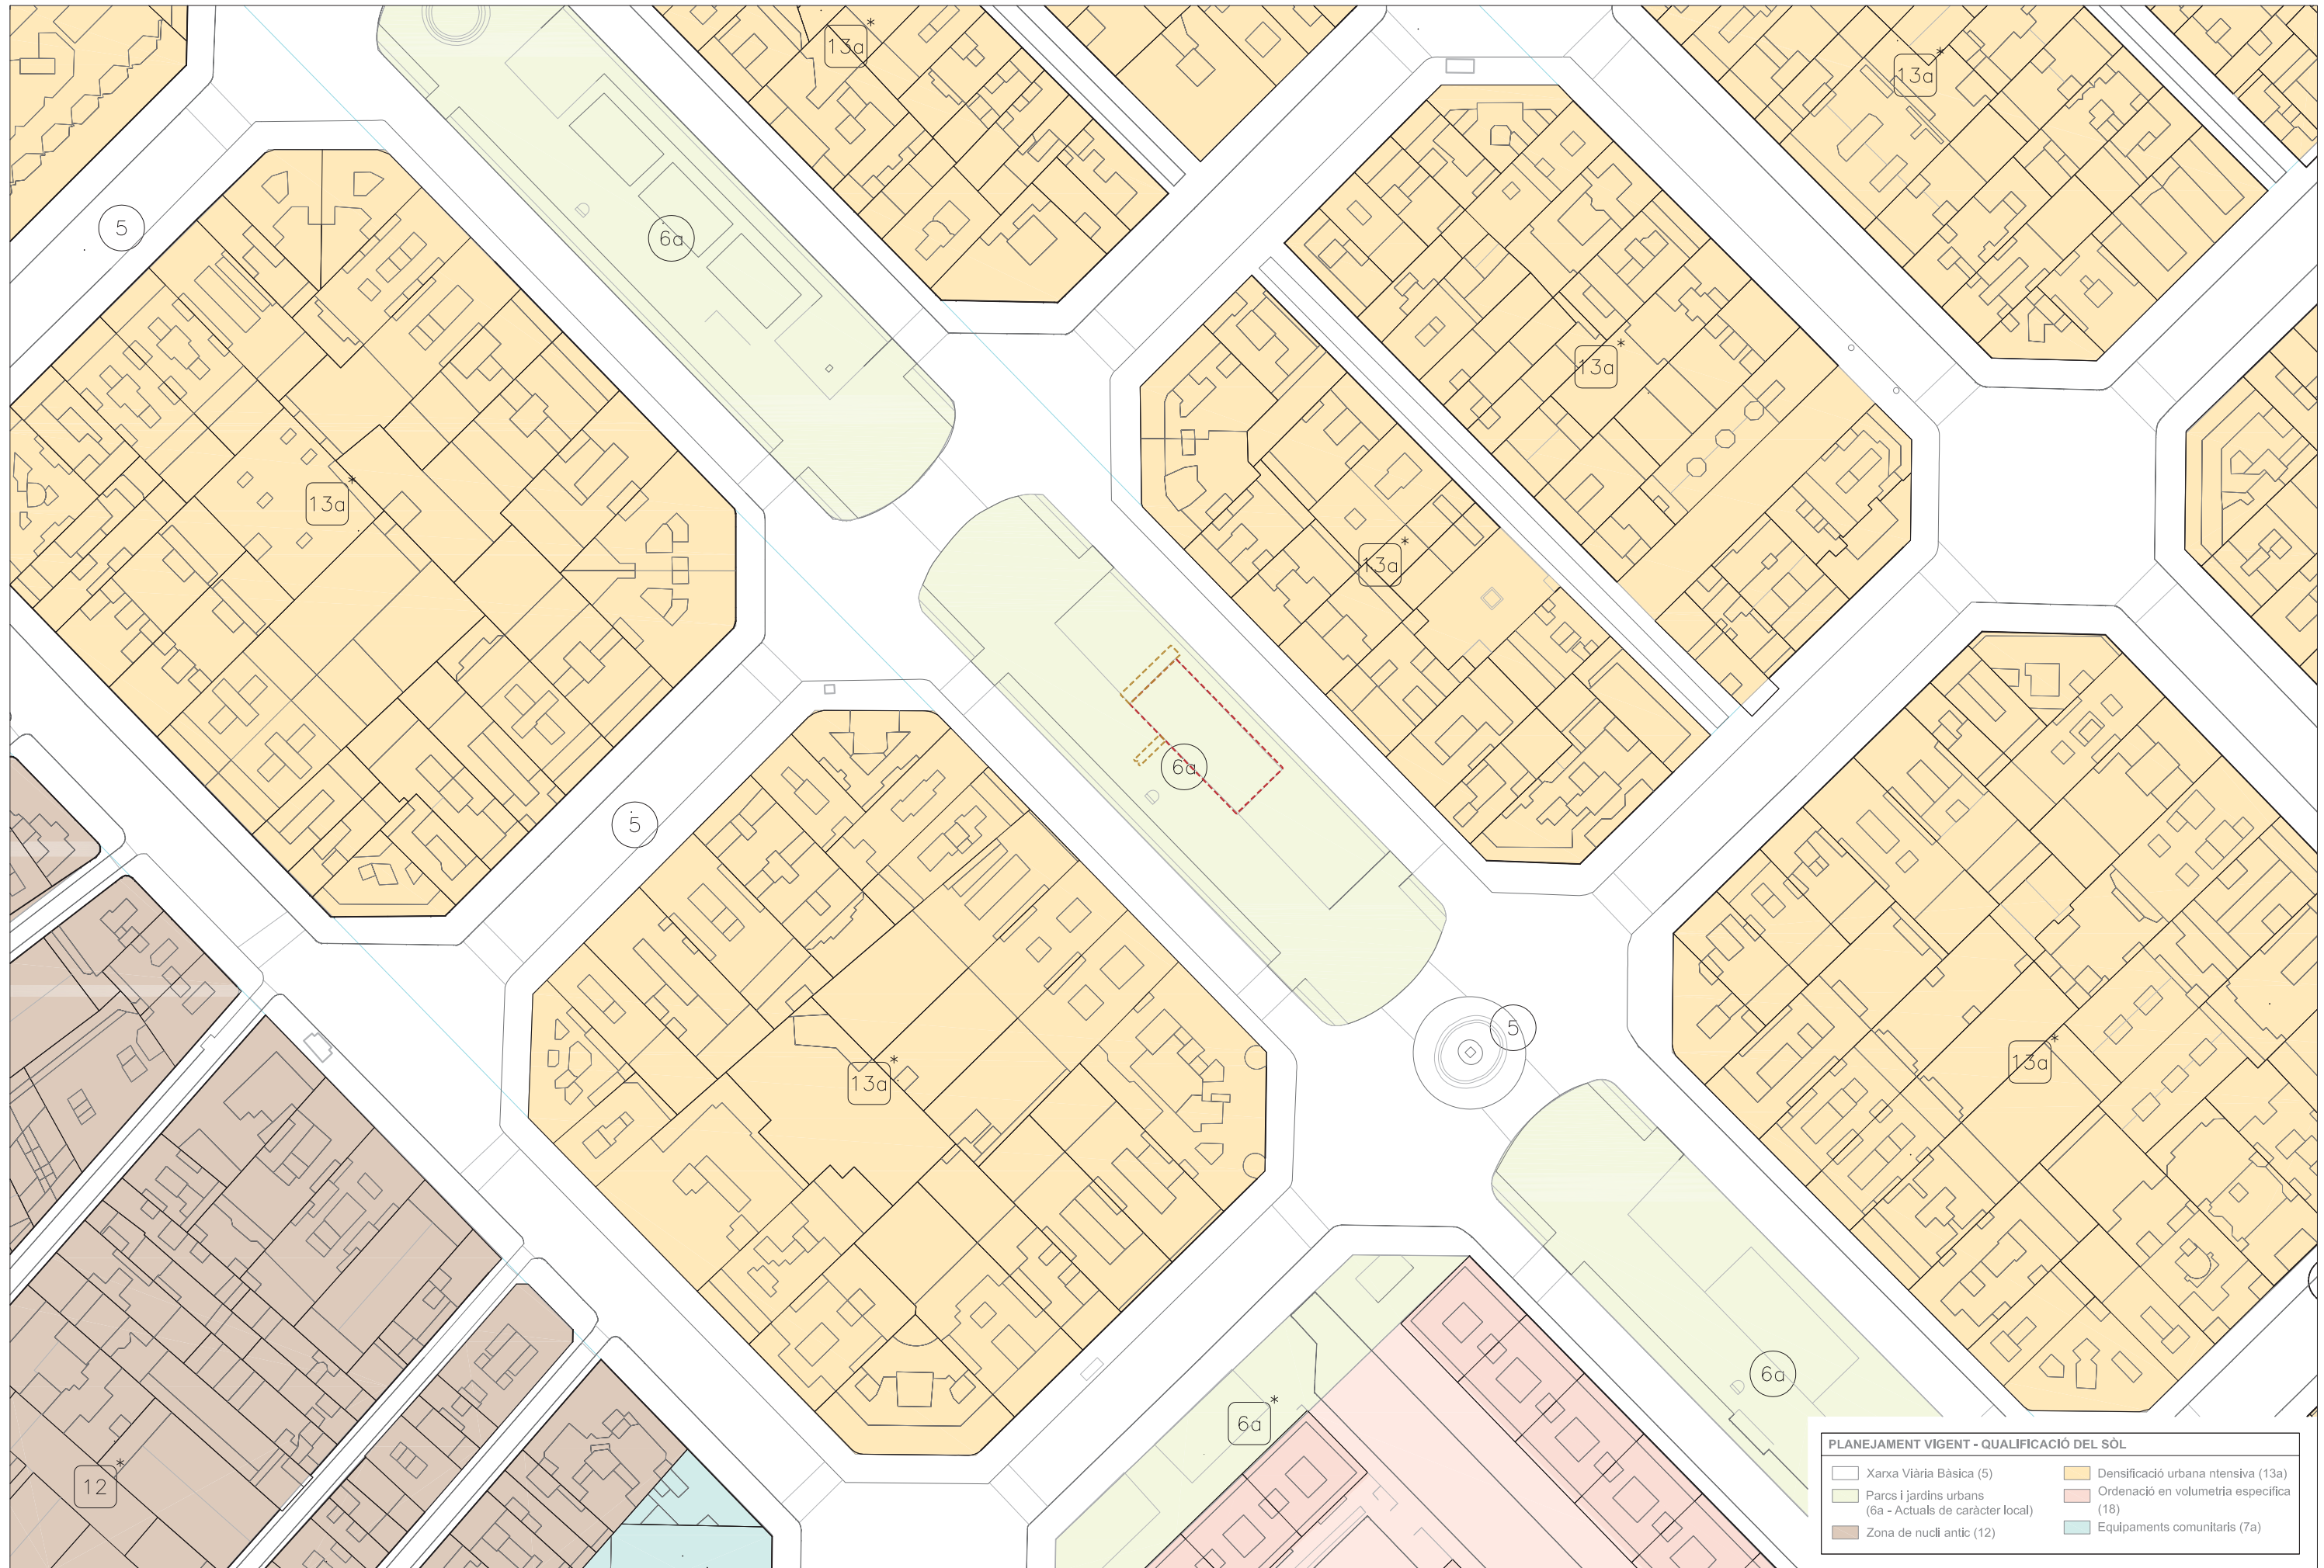 13a*
13a*
5
6a
13a*
13a*
13a*
6a
5
5
13a*
13a*
6a
6a*
12*
PLANEJAMENT VIGENT - QUALIFICACIÓ DEL SÒL
Xarxa Viària Bàsica (5)
Parcs i jardins urbans
(6a - Actuals de caràcter local)
Zona de nucli antic (12)
Densificació urbana ntensiva (13a)
Ordenació en volumetria específica
(18)
Equipaments comunitaris (7a)